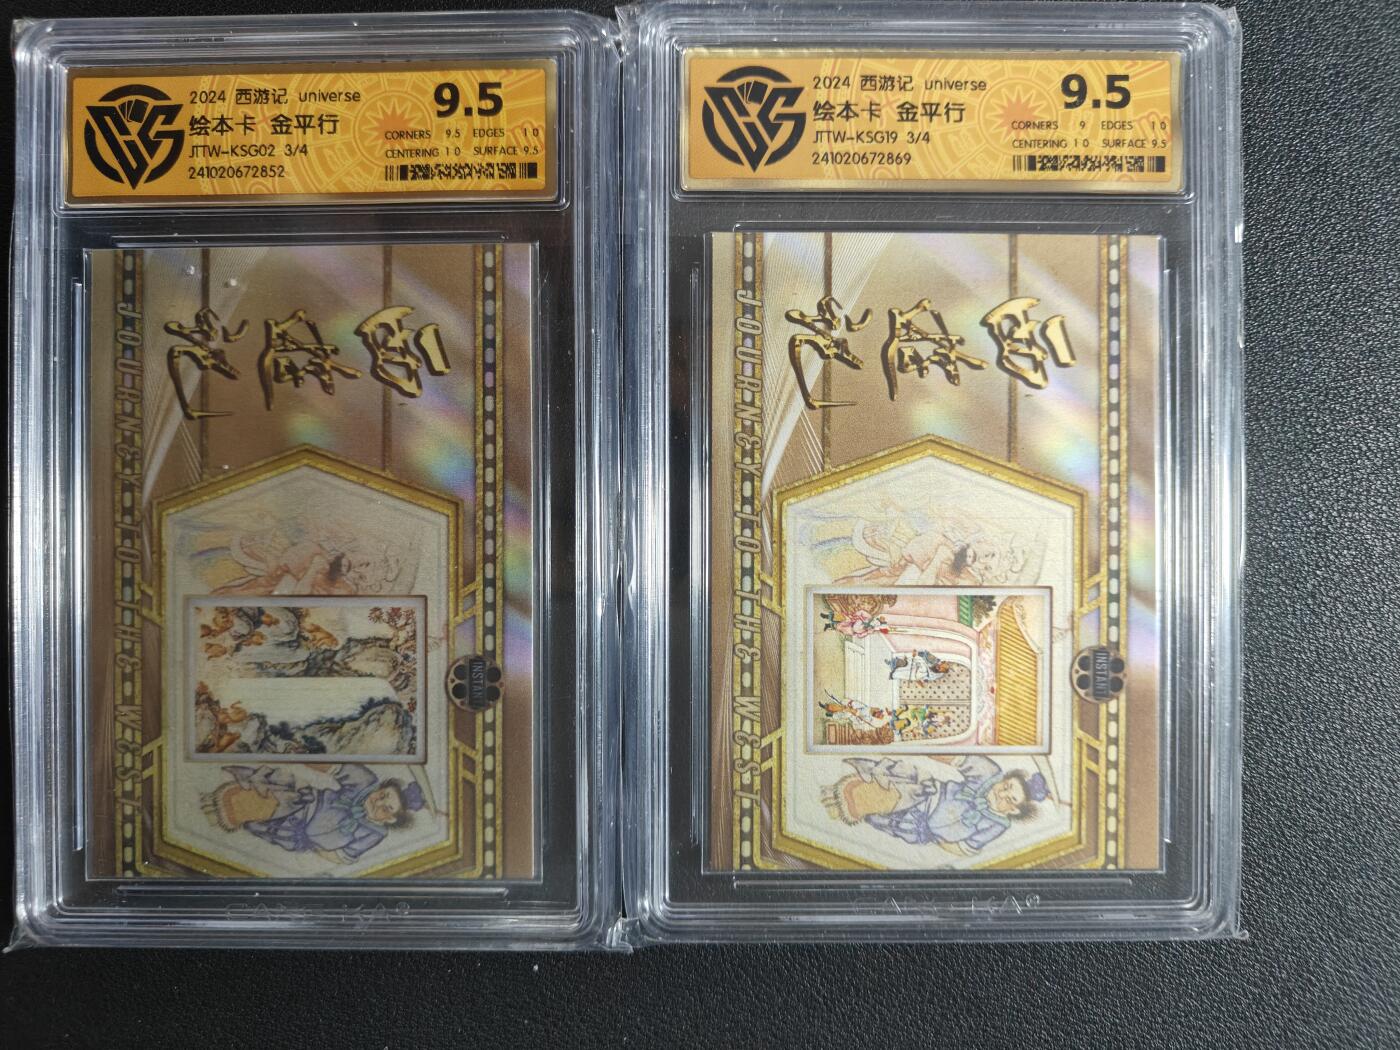 2024 西游记 universe
绘本卡 金平行
JTTW-KSG02 3/4
241020672852
9.5
CORNERS 9.5 EDGES 10
CENTERING 10 SURFACE 9.5
西游记
JOURNEY TO THE WEST
INSTANT
2024 西游记 universe
绘本卡 金平行
JTTW-KSG19 3/4
241020672869
9.5
CORNERS 9 EDGES 10
CENTERING 10 SURFACE 9.5
西游记
JOURNEY TO THE WEST
INSTANT